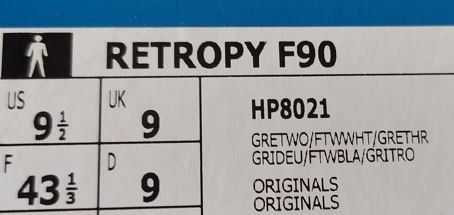 RETROPY F90
US 9 1/2 UK 9
F 43 1/3 D 9
HP8021
GRETWO/FTWWHT/GRETHR
GRIDEU/FTWBLA/GRITRO
ORIGINALS
ORIGINALS